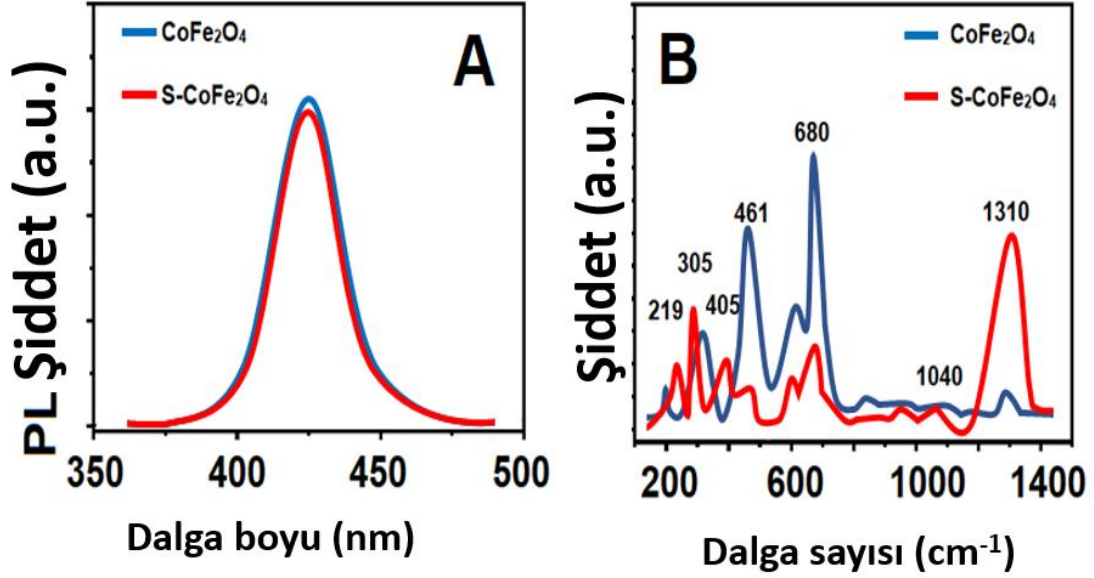 CoFe₂O₄
S-CoFe₂O₄
A
PL Şiddet (a.u.)
350 400 450 500
Dalga boyu (nm)
CoFe₂O₄
S-CoFe₂O₄
B
Şiddet (a.u.)
680
461
1310
305
219
405
1040
200 600 1000 1400
Dalga sayısı (cm⁻¹)